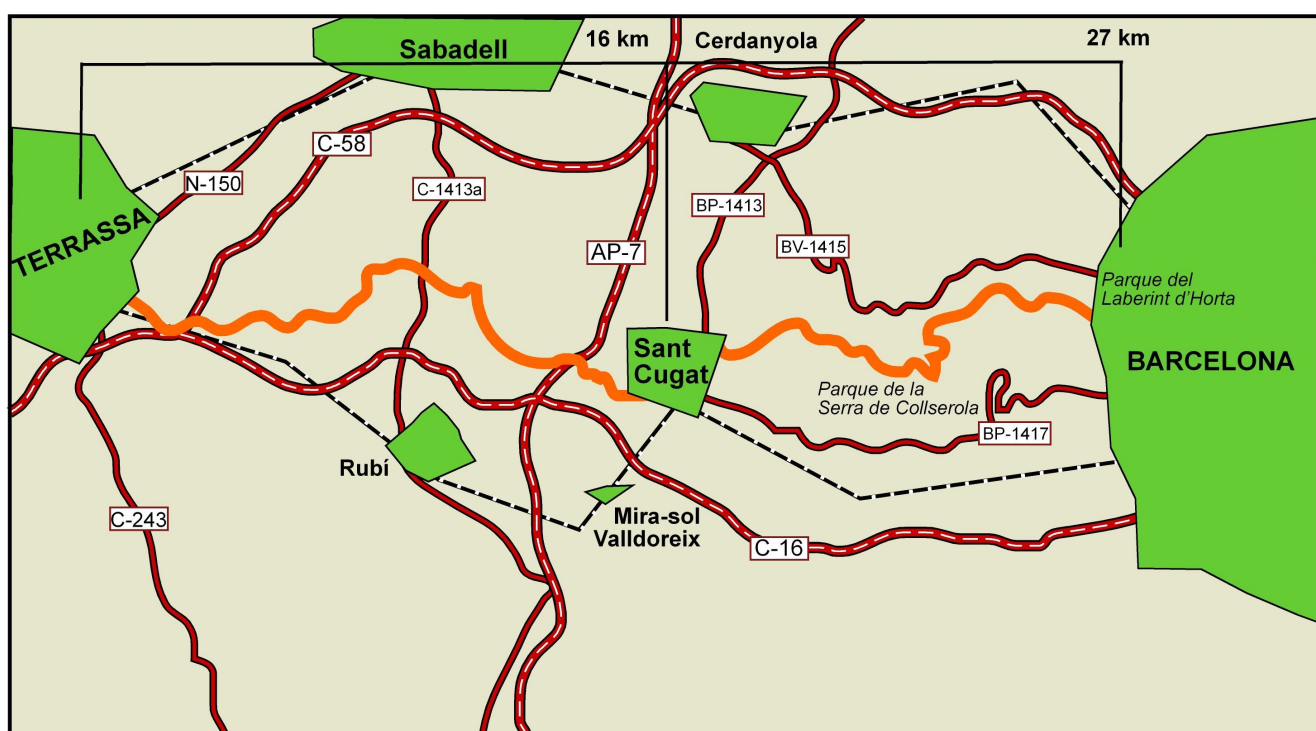 Sabadell
16 km
Cerdanyola
27 km
C-58
N-150
C-1413a
BP-1413
TERRASSA
AP-7
BV-1415
Parque del
Laberint d'Horta
Sant
Cugat
BARCELONA
Parque de la
Serra de Collserola
BP-1417
Rubí
Mira-sol
Valldoreix
C-243
C-16